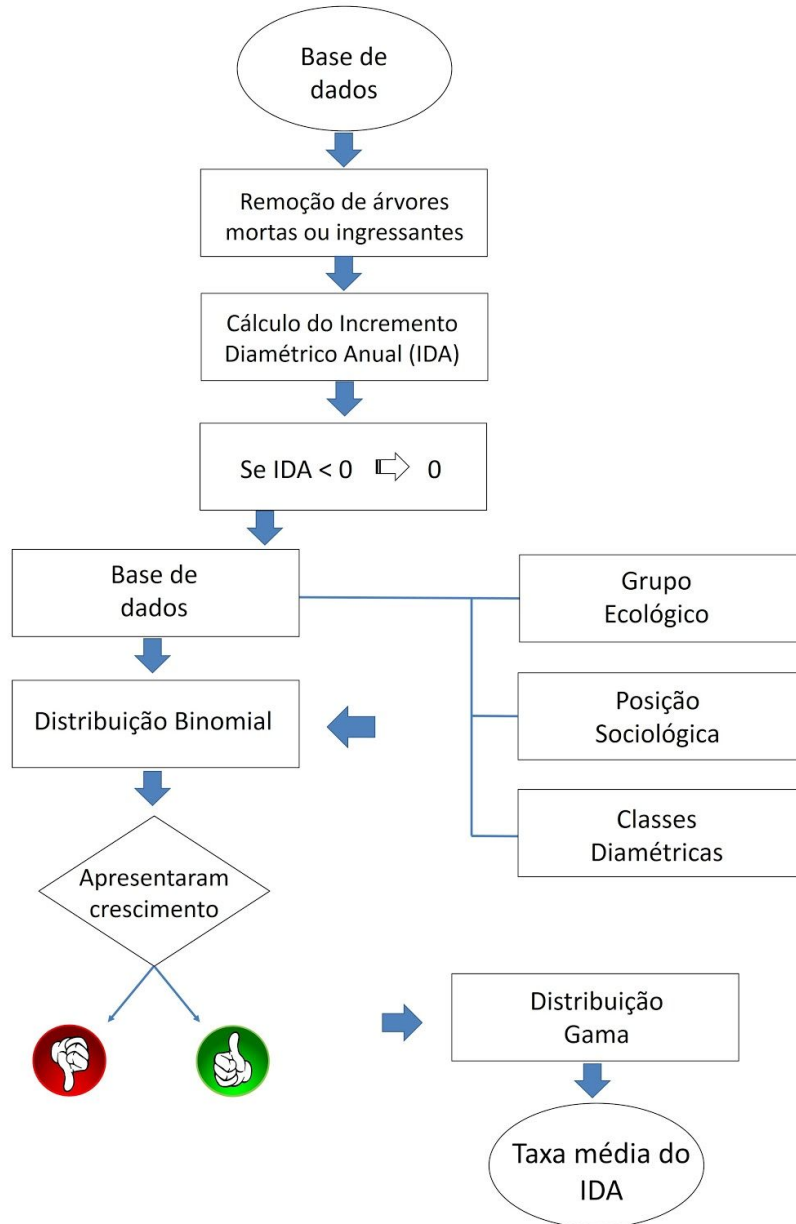 Base de
dados
Remoção de árvores
mortas ou ingressantes
Cálculo do Incremento
Diamétrico Anual (IDA)
Se IDA < 0 ⇨ 0
Base de
dados
Grupo
Ecológico
Distribuição Binomial
Posição
Sociológica
Classes
Diamétricas
Apresentaram
crescimento
Distribuição
Gama
Taxa média do
IDA